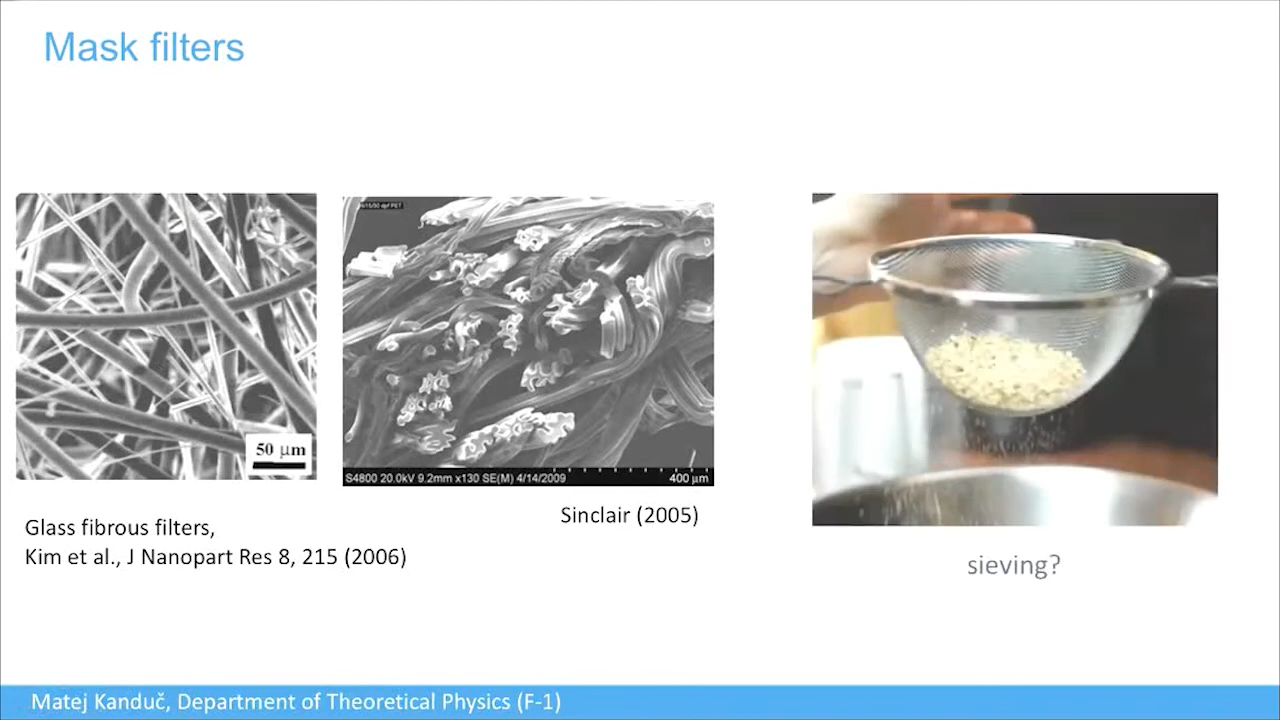 Mask filters
50 μm
S4800 20.0kV 9.2mm x130 SE(M) 4/14/2009
400 μm
Sinclair (2005)
Glass fibrous filters,
Kim et al., J Nanopart Res 8, 215 (2006)
sieving?
Matej Kanduč, Department of Theoretical Physics (F-1)